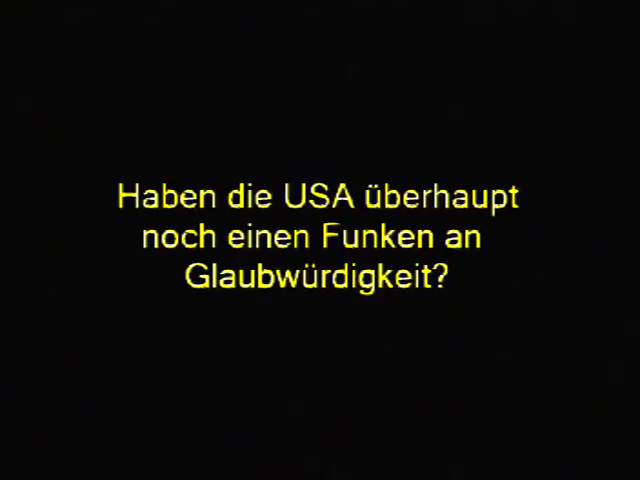 Haben die USA überhaupt
noch einen Funken an
Glaubwürdigkeit?